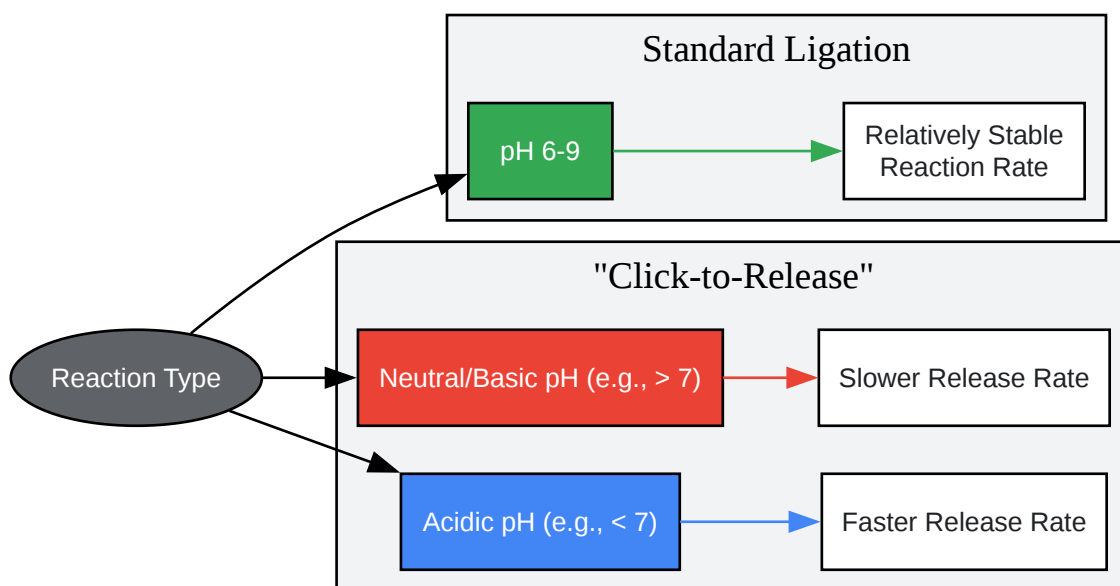 Standard Ligation
pH 6-9
Relatively Stable
Reaction Rate
"Click-to-Release"
Reaction Type
Neutral/Basic pH (e.g., > 7)
Slower Release Rate
Acidic pH (e.g., < 7)
Faster Release Rate